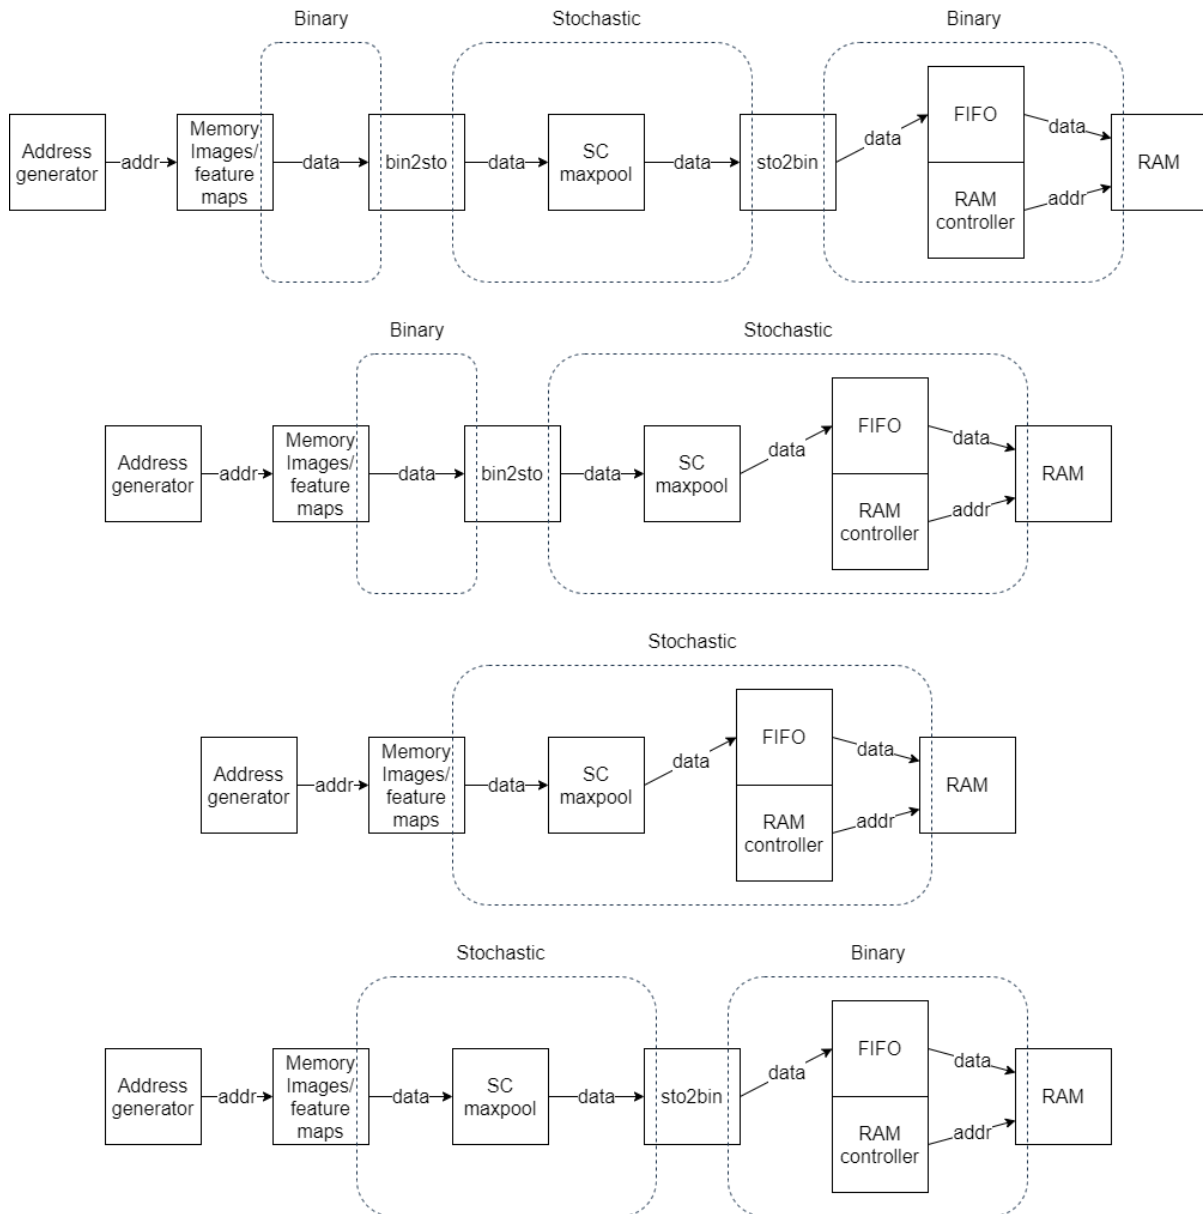 Binary
Stochastic
Binary
Address
generator
addr
Memory
Images/
feature
maps
data
bin2sto
data
SC
maxpool
data
sto2bin
data
FIFO
RAM
controller
data
addr
RAM
Binary
Stochastic
Address
generator
addr
Memory
Images/
feature
maps
data
bin2sto
data
SC
maxpool
data
FIFO
RAM
controller
data
addr
RAM
Stochastic
Address
generator
addr
Memory
Images/
feature
maps
data
SC
maxpool
data
FIFO
RAM
controller
data
addr
RAM
Stochastic
Binary
Address
generator
addr
Memory
Images/
feature
maps
data
SC
maxpool
data
sto2bin
data
FIFO
RAM
controller
data
addr
RAM